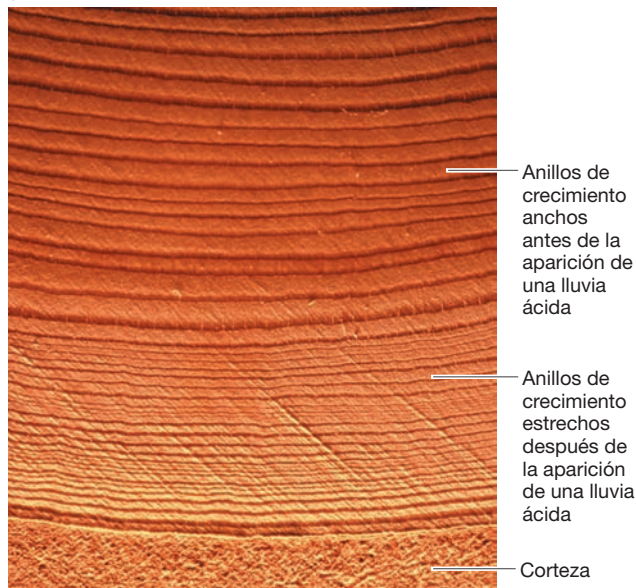 Anillos de
crecimiento
anchos
antes de la
aparición de
una lluvia
ácida
Anillos de
crecimiento
estrechos
después de
la aparición
de una lluvia
ácida
Corteza